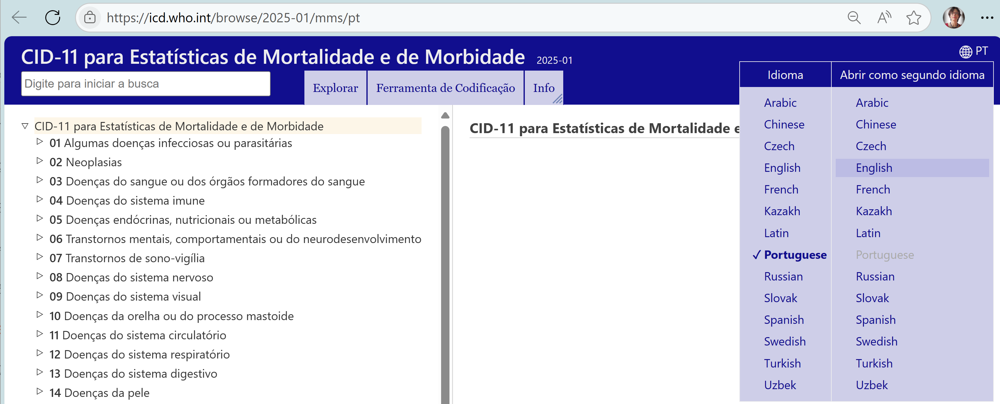 https://icd.who.int/browse/2025-01/mms/pt
CID-11 para Estatísticas de Mortalidade e de Morbidade 2025-01
PT
Digite para iniciar a busca
Explorar
Ferramenta de Codificação
Info
CID-11 para Estatísticas de Mortalidade e de Morbidade
01 Algumas doenças infecciosas ou parasitárias
02 Neoplasias
03 Doenças do sangue ou dos órgãos formadores do sangue
04 Doenças do sistema imune
05 Doenças endócrinas, nutricionais ou metabólicas
06 Transtornos mentais, comportamentais ou do neurodesenvolvimento
07 Transtornos de sono-vigília
08 Doenças do sistema nervoso
09 Doenças do sistema visual
10 Doenças da orelha ou do processo mastoide
11 Doenças do sistema circulatório
12 Doenças do sistema respiratório
13 Doenças do sistema digestivo
14 Doenças da pele
CID-11 para Estatísticas de Mortalidade e
Idioma
Arabic
Chinese
Czech
English
French
Kazakh
Latin
✓ Portuguese
Russian
Slovak
Spanish
Swedish
Turkish
Uzbek
Abrir como segundo idioma
Arabic
Chinese
Czech
English
French
Kazakh
Latin
Portuguese
Russian
Slovak
Spanish
Swedish
Turkish
Uzbek